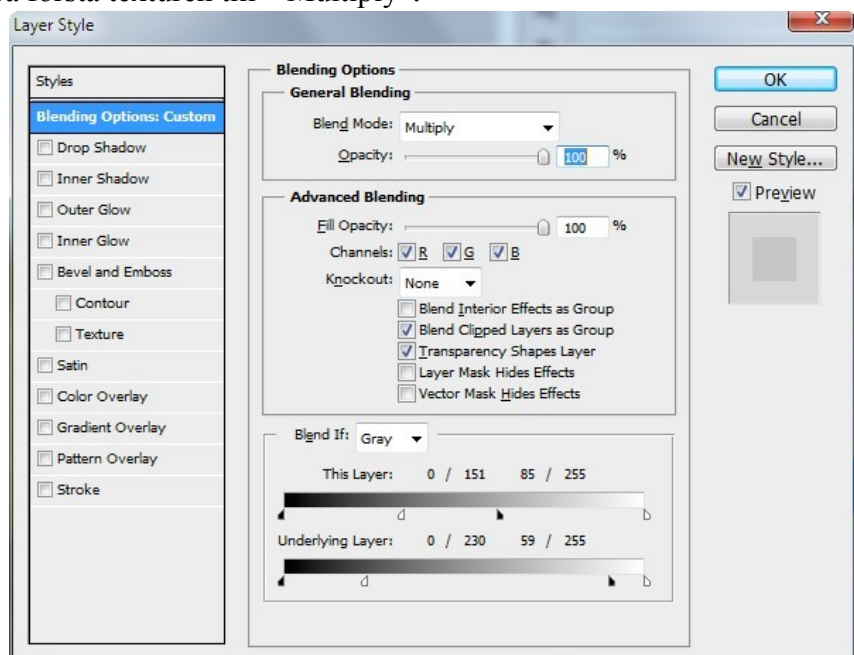 första texturen till "Multiply".
Layer Style
Styles
Blending Options: Custom
Drop Shadow
Inner Shadow
Outer Glow
Inner Glow
Bevel and Emboss
Contour
Texture
Satin
Color Overlay
Gradient Overlay
Pattern Overlay
Stroke
Blending Options
General Blending
Blend Mode: Multiply
Opacity: 100 %
Advanced Blending
Fill Opacity: 100 %
Channels: R G B
Knockout: None
Blend Interior Effects as Group
Blend Clipped Layers as Group
Transparency Shapes Layer
Layer Mask Hides Effects
Vector Mask Hides Effects
Blend If: Gray
This Layer: 0 / 151 85 / 255
Underlying Layer: 0 / 230 59 / 255
OK
Cancel
New Style...
Preview